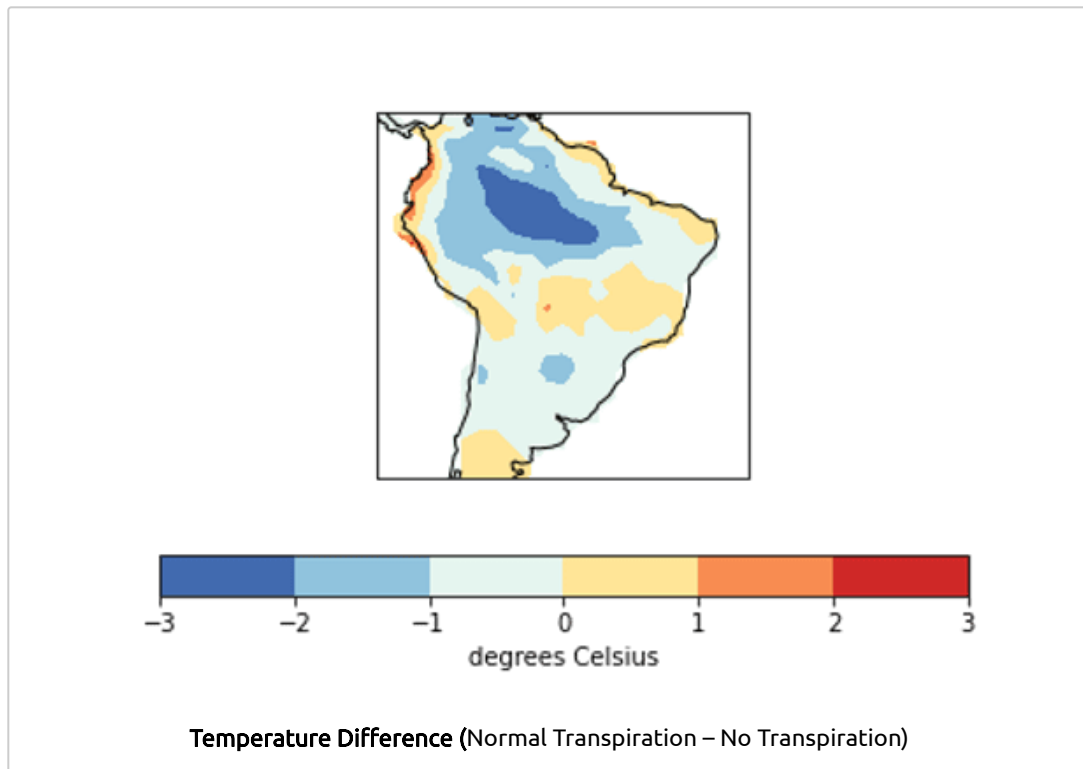 −3 −2 −1 0 1 2 3
degrees Celsius
Temperature Difference (Normal Transpiration – No Transpiration)